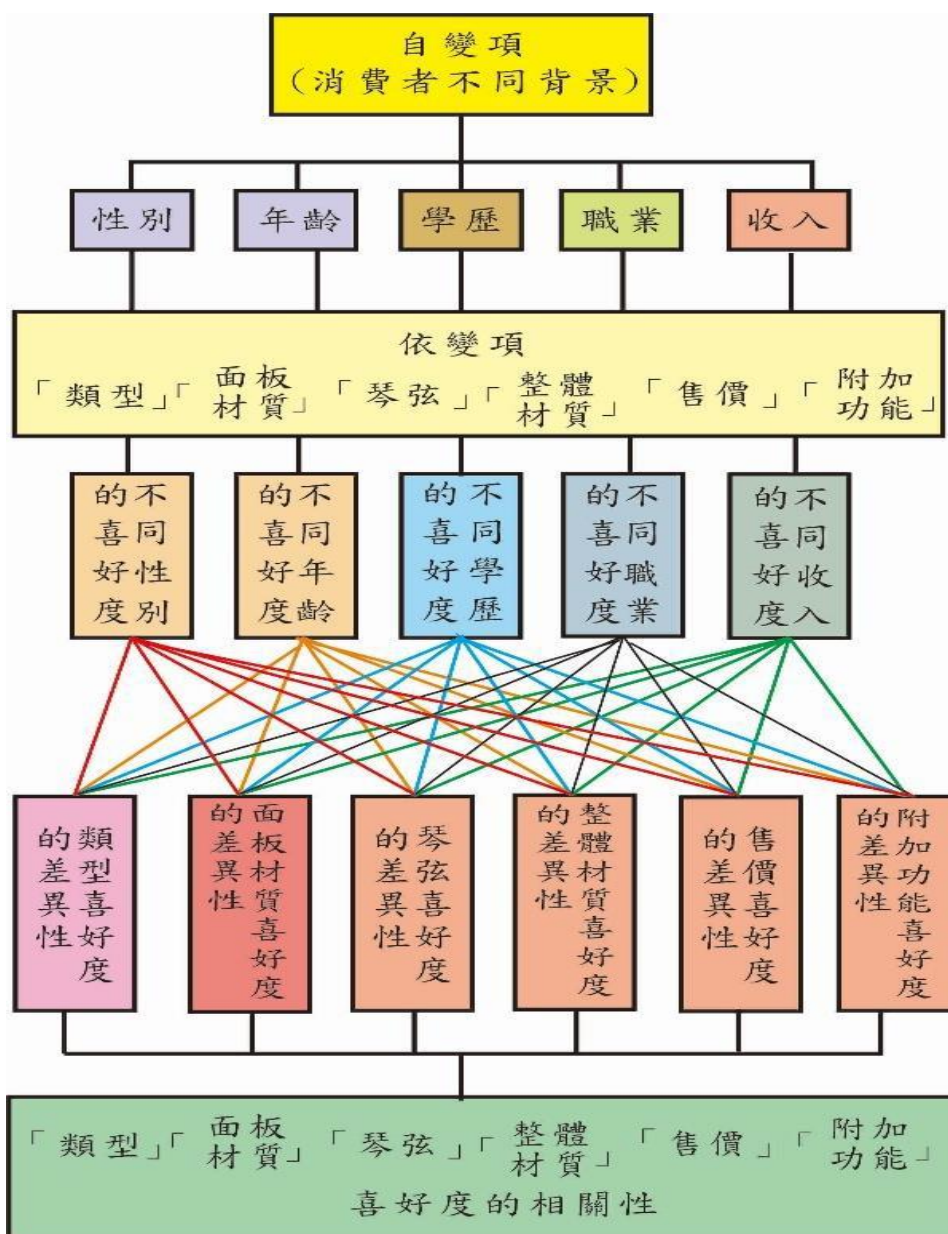 自變項
（消費者不同背景）
性別
年齡
學歷
職業
收入
依變項
「類型」「面板材質」「琴弦」「整體材質」「售價」「附加功能」
不同性別
的喜好度
不同年齡
的喜好度
不同學歷
的喜好度
不同職業
的喜好度
不同收入
的喜好度
類型喜好度
的差異性
面板材質喜好度
的差異性
琴弦喜好度
的差異性
整體材質喜好度
的差異性
售價喜好度
的差異性
附加功能喜好度
的差異性
「類型」「面板材質」「琴弦」「整體材質」「售價」「附加功能」
喜好度的相關性